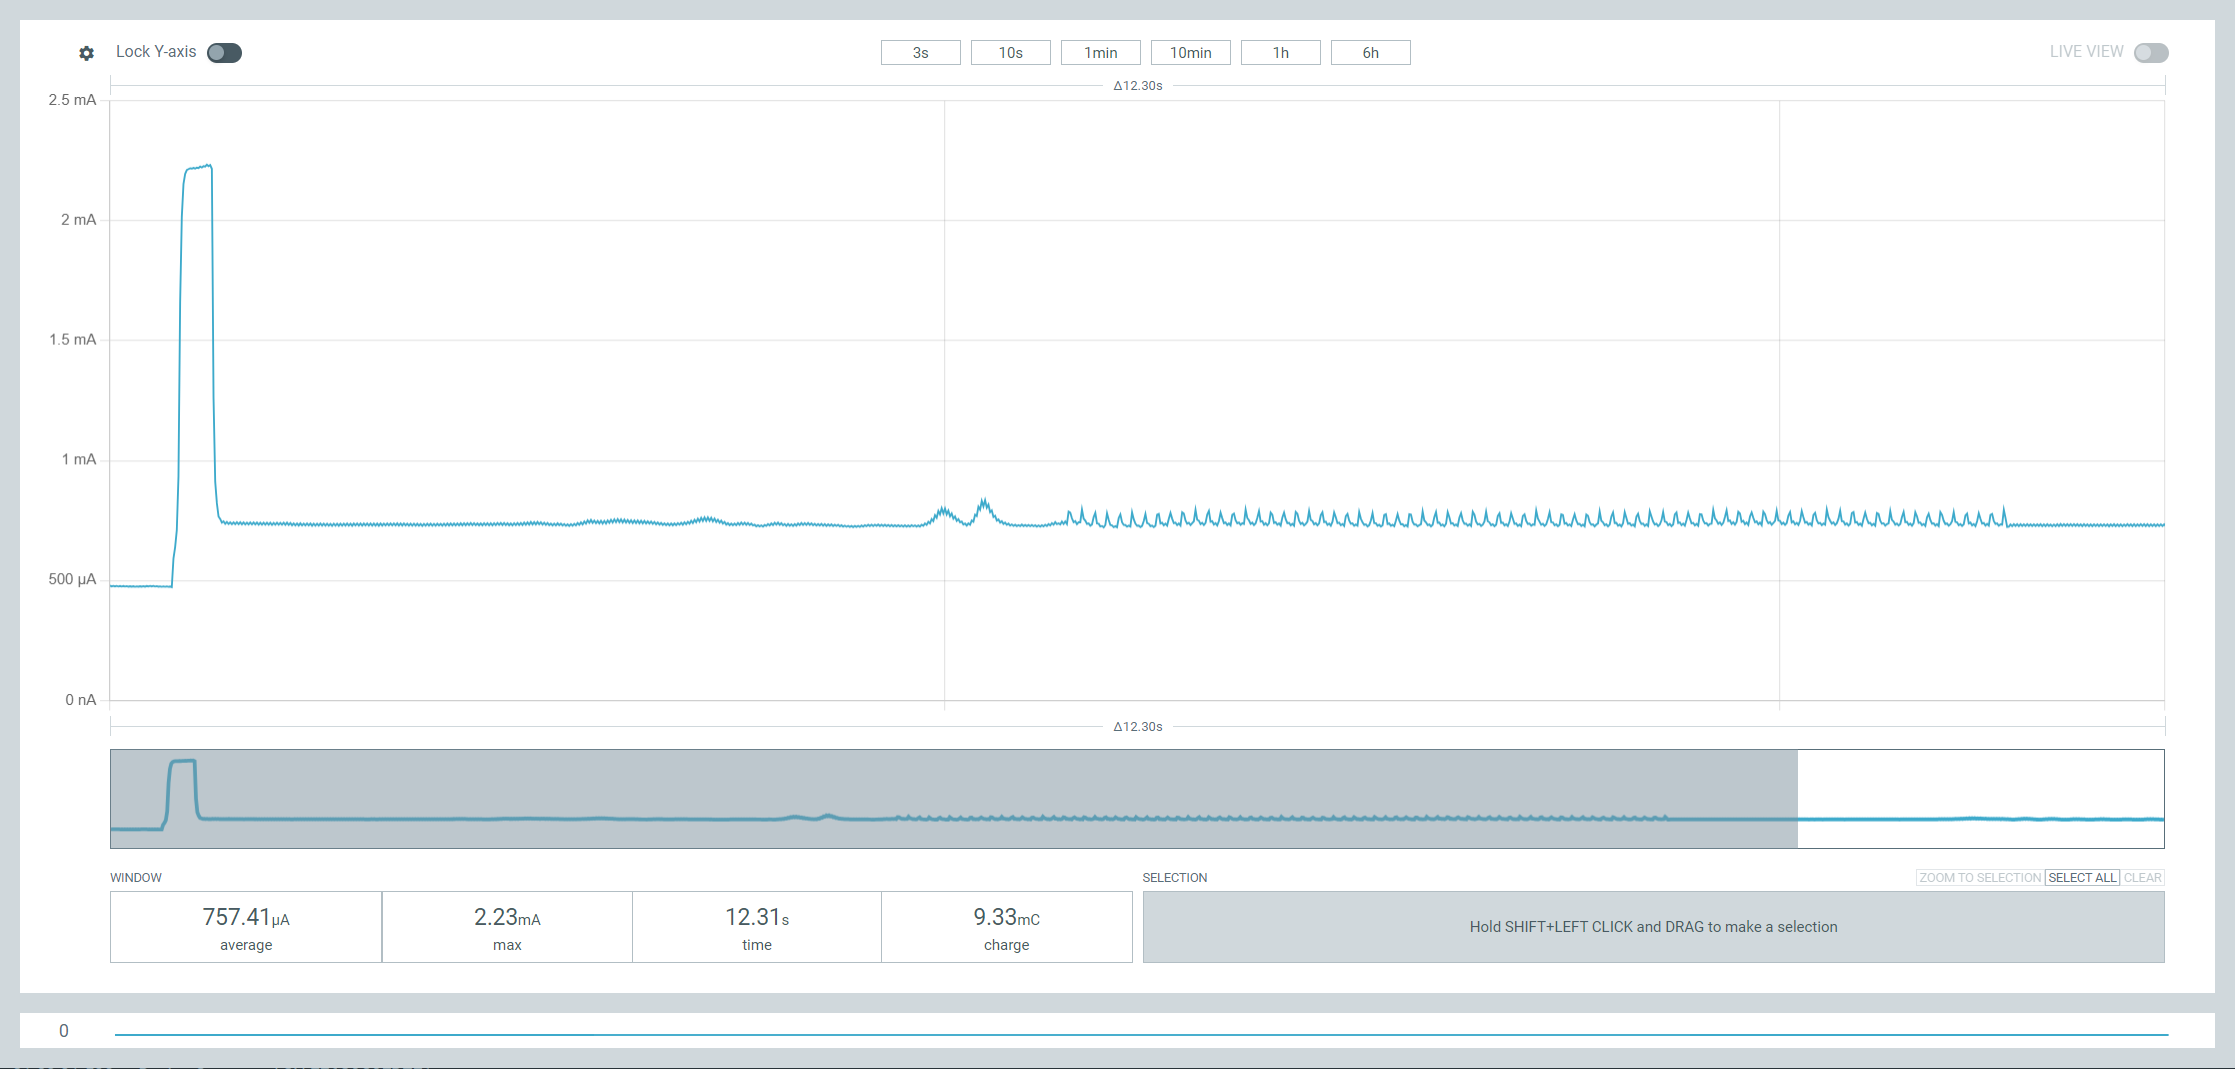 Lock Y-axis 3s 10s 1min 10min 1h 6h LIVE VIEW
Δ12.30s
2.5 mA
2 mA
1.5 mA
1 mA
500 µA
0 nA
Δ12.30s
WINDOW SELECTION ZOOM TO SELECTION SELECT ALL CLEAR
757.41µA 2.23mA 12.31s 9.33mC
average max time charge
Hold SHIFT+LEFT CLICK and DRAG to make a selection
0